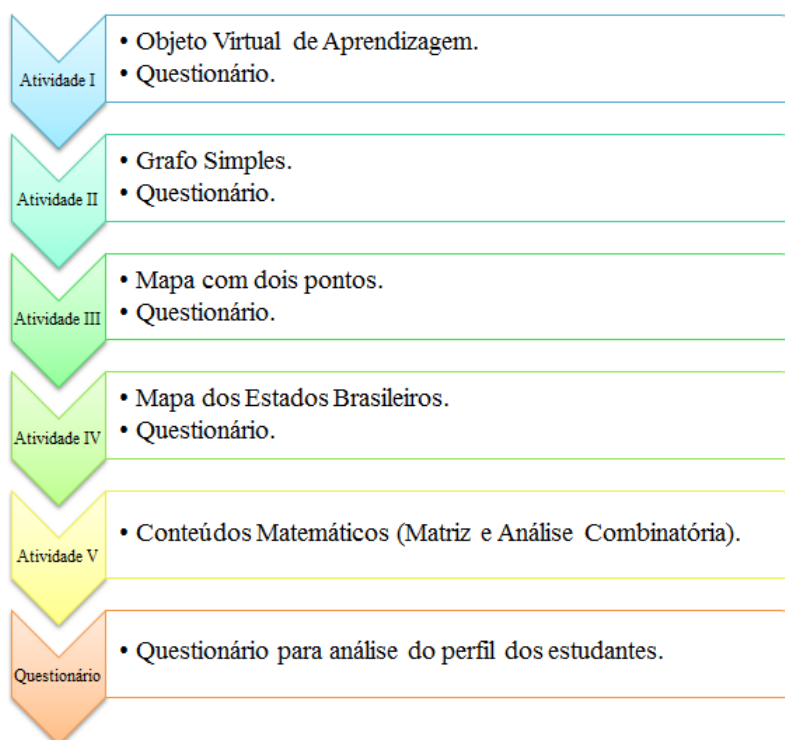 Atividade I
• Objeto Virtual de Aprendizagem.
• Questionário.
Atividade II
• Grafo Simples.
• Questionário.
Atividade III
• Mapa com dois pontos.
• Questionário.
Atividade IV
• Mapa dos Estados Brasileiros.
• Questionário.
Atividade V
• Conteúdos Matemáticos (Matriz e Análise Combinatória).
Questionário
• Questionário para análise do perfil dos estudantes.